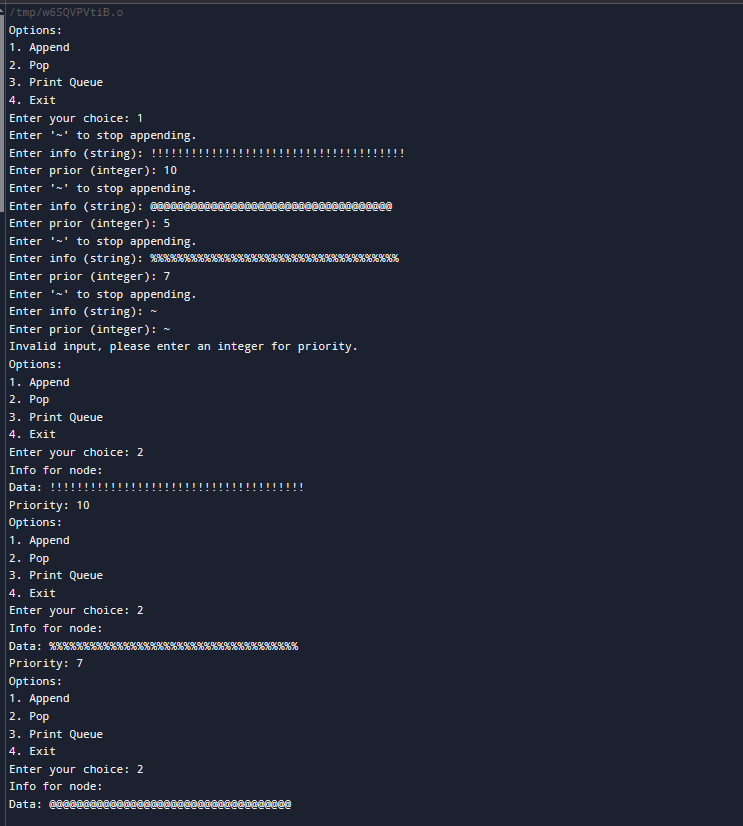 /tmp/w6SQVPVtiB.o
Options:
1. Append
2. Pop
3. Print Queue
4. Exit
Enter your choice: 1
Enter '~' to stop appending.
Enter info (string): !!!!!!!!!!!!!!!!!!!!!!!!!!!!!!!!!!!!!!
Enter prior (integer): 10
Enter '~' to stop appending.
Enter info (string): @@@@@@@@@@@@@@@@@@@@@@@@@@@@@@@@@@@@
Enter prior (integer): 5
Enter '~' to stop appending.
Enter info (string): %%%%%%%%%%%%%%%%%%%%%%%%%%%%%%%%%%%%%
Enter prior (integer): 7
Enter '~' to stop appending.
Enter info (string): ~
Enter prior (integer): ~
Invalid input, please enter an integer for priority.
Options:
1. Append
2. Pop
3. Print Queue
4. Exit
Enter your choice: 2
Info for node:
Data: !!!!!!!!!!!!!!!!!!!!!!!!!!!!!!!!!!!!!!
Priority: 10
Options:
1. Append
2. Pop
3. Print Queue
4. Exit
Enter your choice: 2
Info for node:
Data: %%%%%%%%%%%%%%%%%%%%%%%%%%%%%%%%%%%%%
Priority: 7
Options:
1. Append
2. Pop
3. Print Queue
4. Exit
Enter your choice: 2
Info for node:
Data: @@@@@@@@@@@@@@@@@@@@@@@@@@@@@@@@@@@@